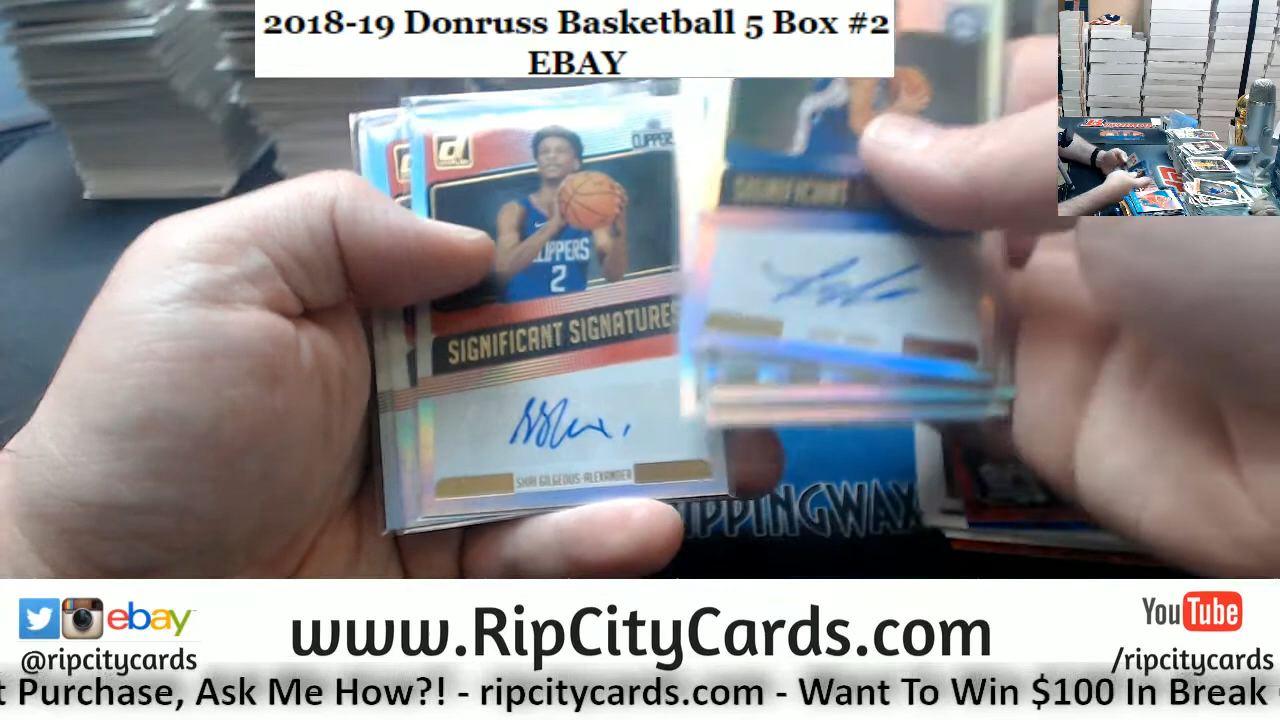 2018-19 Donruss Basketball 5 Box #2
EBAY
CLIPPERS
2
SIGNIFICANT SIGNATURES
SHAI GILGEOUS-ALEXANDER
SIGNIFICANT
IPPINGWAX
ebay
@ripcitycards
www.RipCityCards.com
YouTube
/ripcitycards
t Purchase, Ask Me How?! - ripcitycards.com - Want To Win $100 In Break